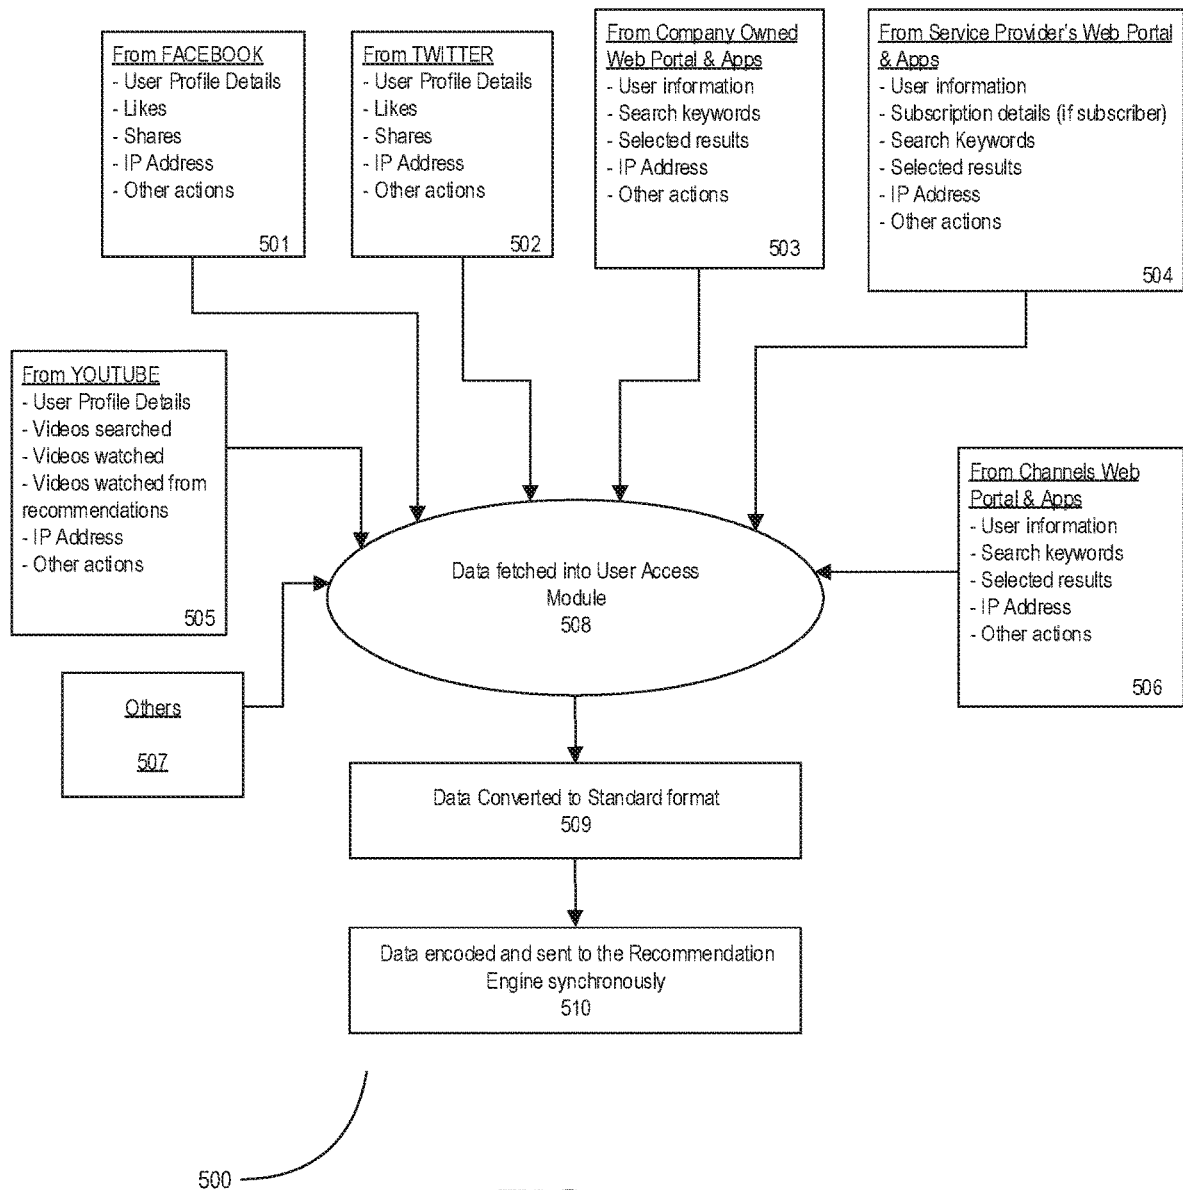 From FACEBOOK
- User Profile Details
- Likes
- Shares
- IP Address
- Other actions
501
From TWITTER
- User Profile Details
- Likes
- Shares
- IP Address
- Other actions
502
From Company Owned
Web Portal & Apps
- User information
- Search keywords
- Selected results
- IP Address
- Other actions
503
From Service Provider's Web Portal
& Apps
- User information
- Subscription details (if subscriber)
- Search Keywords
- Selected results
- IP Address
- Other actions
504
From YOUTUBE
- User Profile Details
- Videos searched
- Videos watched
- Videos watched from
recommendations
- IP Address
- Other actions
505
From Channels Web
Portal & Apps
- User information
- Search keywords
- Selected results
- IP Address
- Other actions
506
Others
507
Data fetched into User Access
Module
508
Data Converted to Standard format
509
Data encoded and sent to the Recommendation
Engine synchronously
510
500